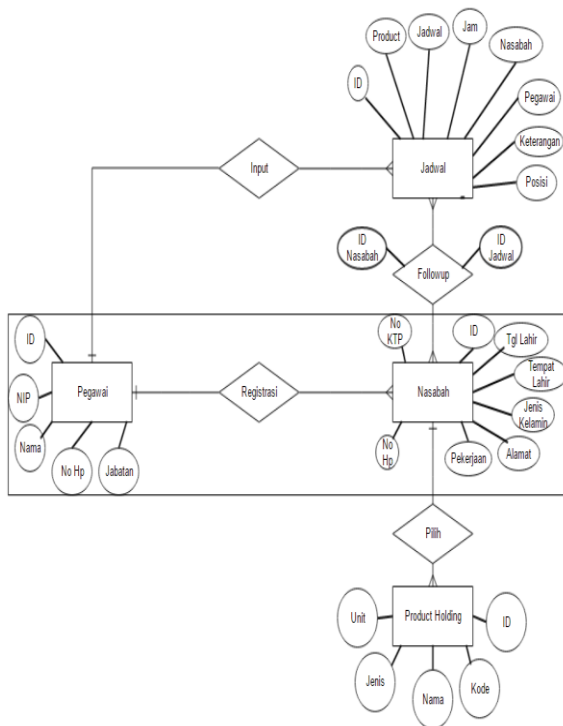 Product
Jadwal
Jam
Nasabah
ID
Pegawai
Keterangan
Posisi
Input
Jadwal
ID
Nasabah
ID
Jadwal
Followup
No
KTP
ID
Tgl Lahir
Tempat
Lahir
Jenis
Kelamin
Alamat
Pekerjaan
No
Hp
Nasabah
Registrasi
Pegawai
ID
NIP
Nama
No Hp
Jabatan
Pilih
Product Holding
Unit
ID
Jenis
Nama
Kode